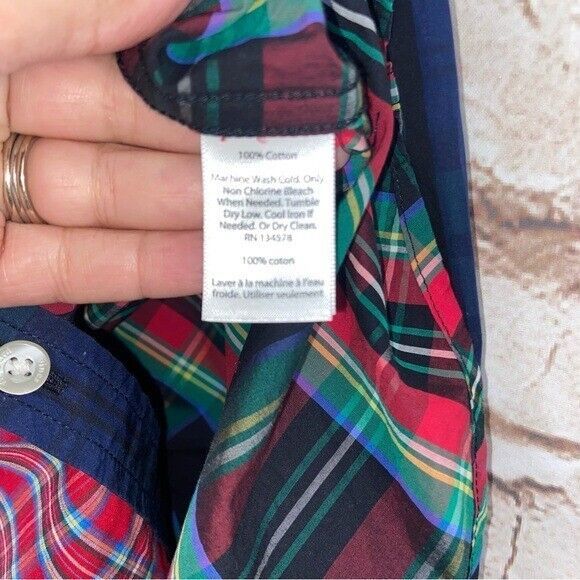 100% Cotton
Machine Wash Cold. Only
Non Chlorine Bleach
When Needed. Tumble
Dry Low. Cool Iron If
Needed. Or Dry Clean.
RN 134578
100% coton
Laver à la machine à l'eau
froide. Utiliser seulement